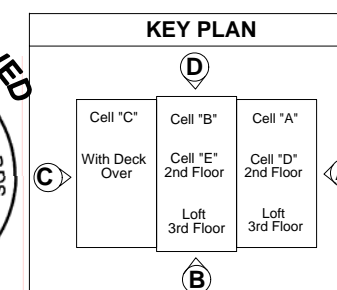 KEY PLAN
IED
D
Cell "C"
Cell "B"
Cell "A"
With Deck
Over
Cell "E"
2nd Floor
Cell "D"
2nd Floor
C
Loft
3rd Floor
Loft
3rd Floor
B